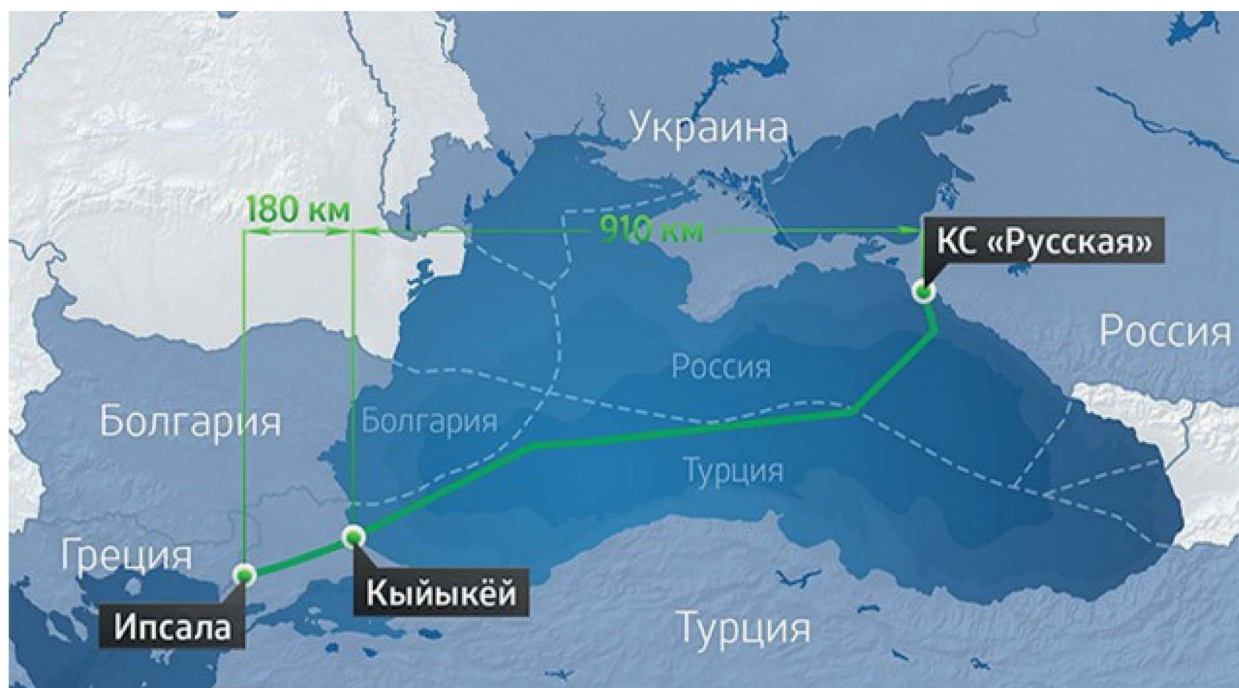 Украина
180 км
910 км
КС «Русская»
Россия
Россия
Болгария
Болгария
Турция
Греция
Кыйыкёй
Ипсала
Турция